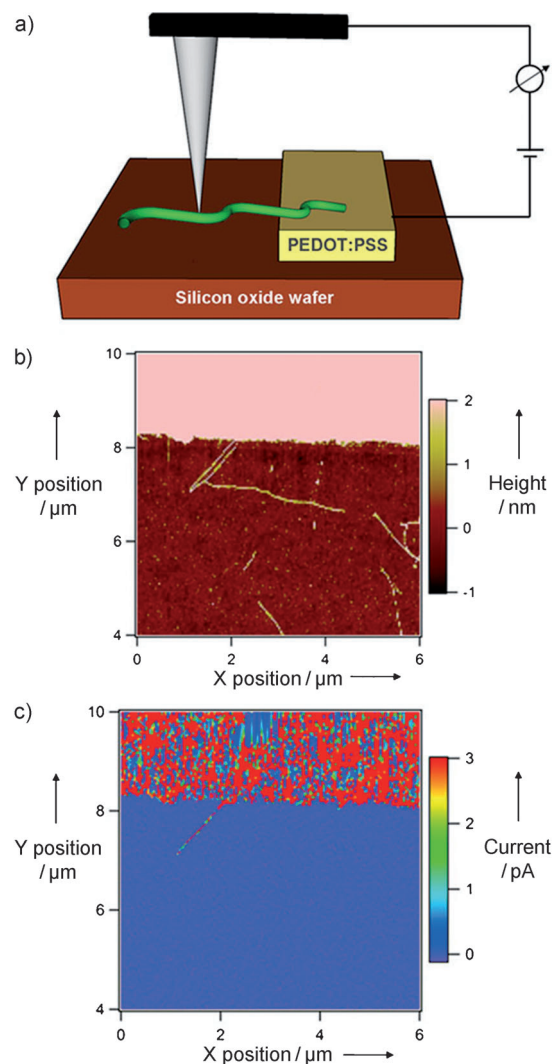 a)
PEDOT:PSS
Silicon oxide wafer
b)
10
8
6
4
0
2
4
6
Y position
/ µm
X position / µm
2
1
0
-1
Height
/ nm
c)
10
8
6
4
0
2
4
6
Y position
/ µm
X position / µm
3
2
1
0
Current
/ pA